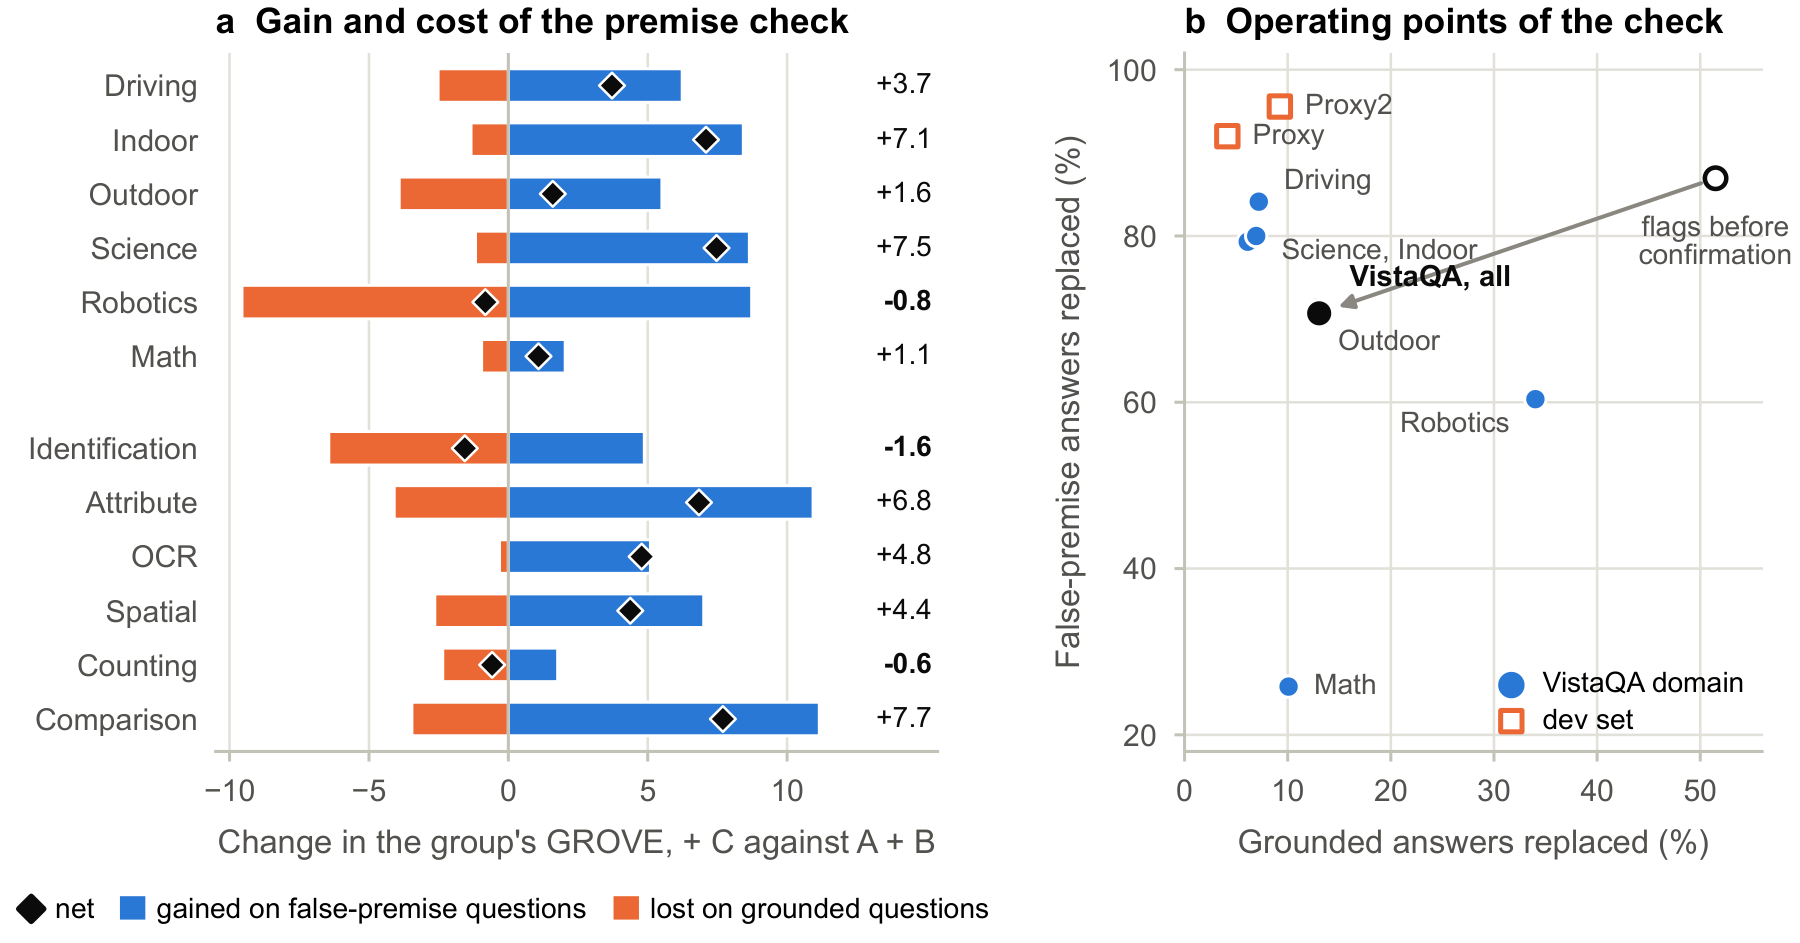 a Gain and cost of the premise check
Driving
+3.7
Indoor
+7.1
Outdoor
+1.6
Science
+7.5
Robotics
-0.8
Math
+1.1
Identification
-1.6
Attribute
+6.8
OCR
+4.8
Spatial
+4.4
Counting
-0.6
Comparison
+7.7
−10 −5 0 5 10
Change in the group's GROVE, + C against A + B
net gained on false-premise questions lost on grounded questions
b Operating points of the check
False-premise answers replaced (%)
100
80
60
40
20
Proxy2
Proxy
Driving
flags before
confirmation
Science, Indoor
VistaQA, all
Outdoor
Robotics
Math
VistaQA domain
dev set
0 10 20 30 40 50
Grounded answers replaced (%)